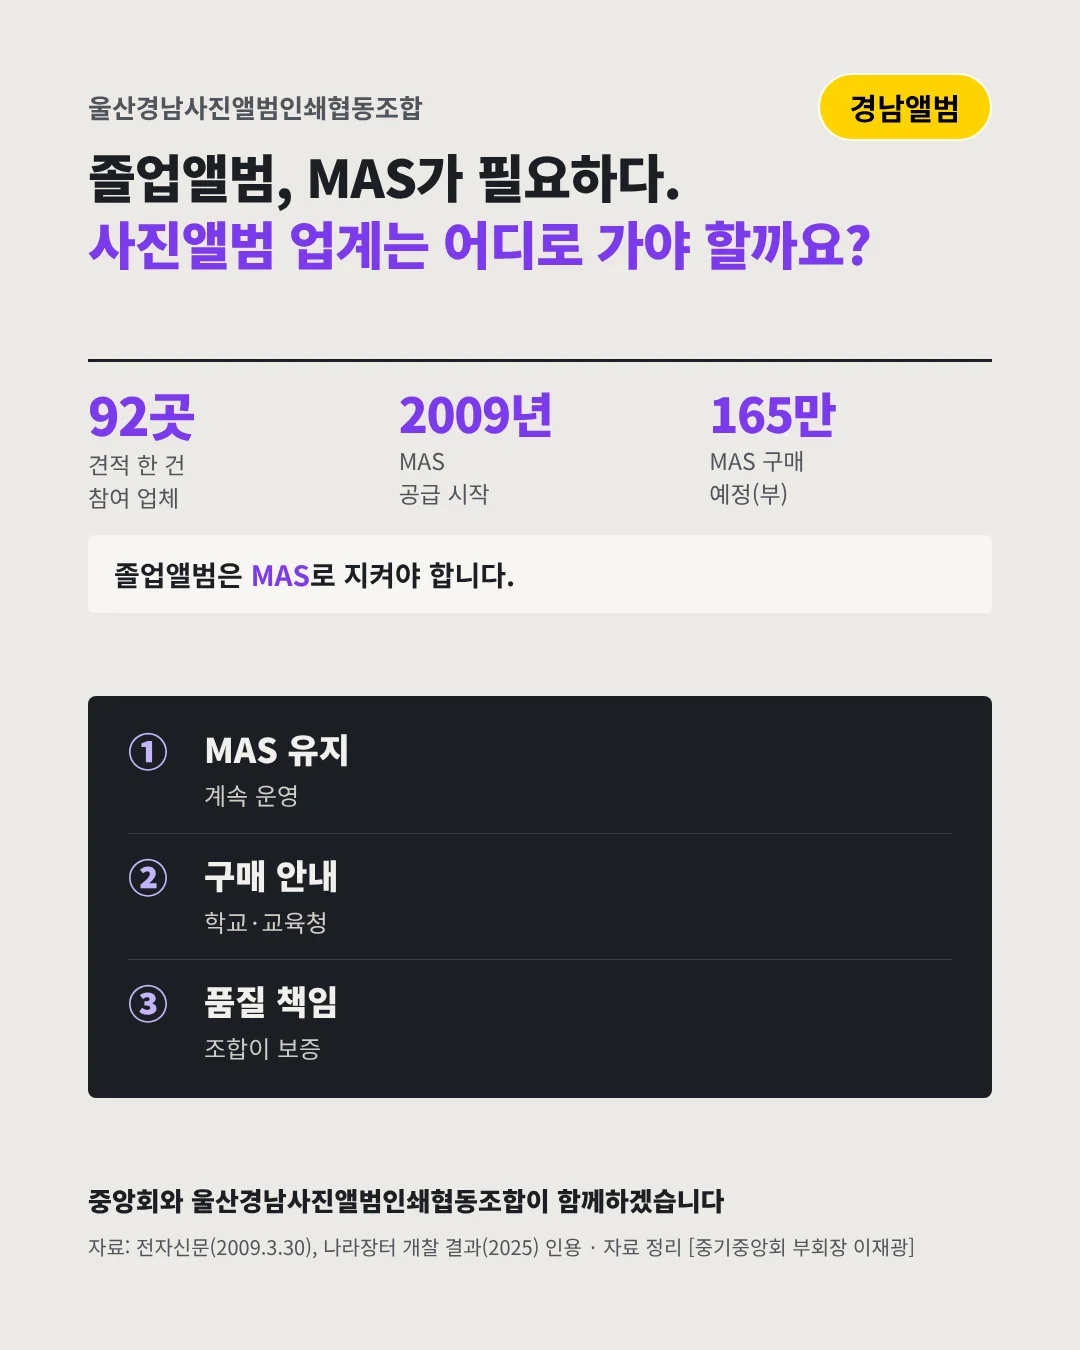 울산경남사진앨범인쇄협동조합
경남앨범
졸업앨범, MAS가 필요하다.
사진앨범 업계는 어디로 가야 할까요?
92곳
견적 한 건
참여 업체
2009년
MAS
공급 시작
165만
MAS 구매
예정(부)
졸업앨범은 MAS로 지켜야 합니다.
① MAS 유지
계속 운영
② 구매 안내
학교·교육청
③ 품질 책임
조합이 보증
중앙회와 울산경남사진앨범인쇄협동조합이 함께하겠습니다
자료: 전자신문(2009.3.30), 나라장터 개찰 결과(2025) 인용 · 자료 정리 [중기중앙회 부회장 이재광]